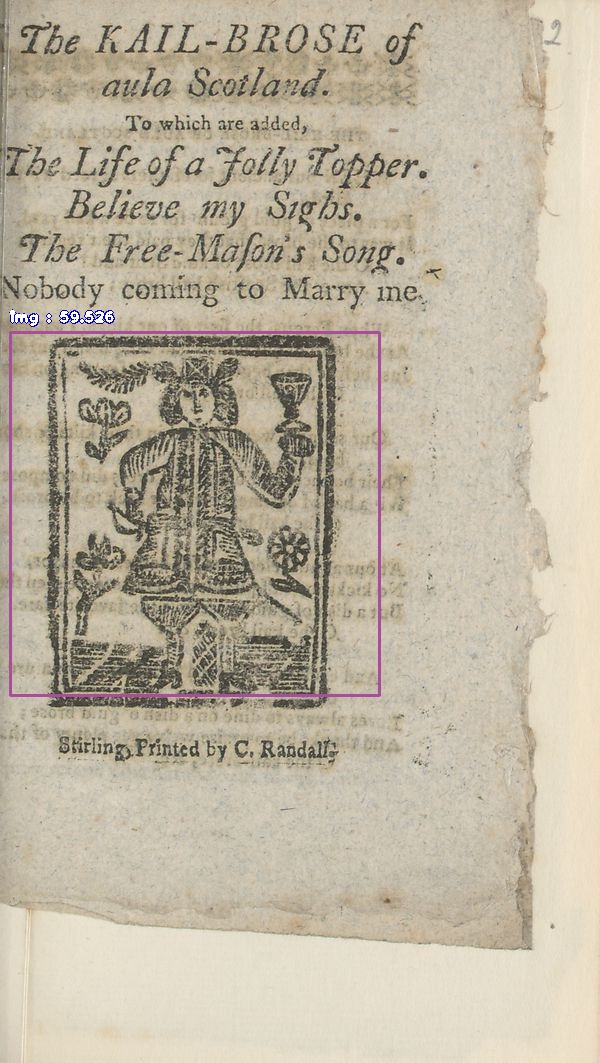 The KAIL-BROSE of
aula Scotland.
To which are added,
The Life of a Jolly Topper.
Believe my Sighs.
The Free-Maſon's Song.
Nobody coming to Marry me.
img : 59.526
Stirling, Printed by C. Randall.
2